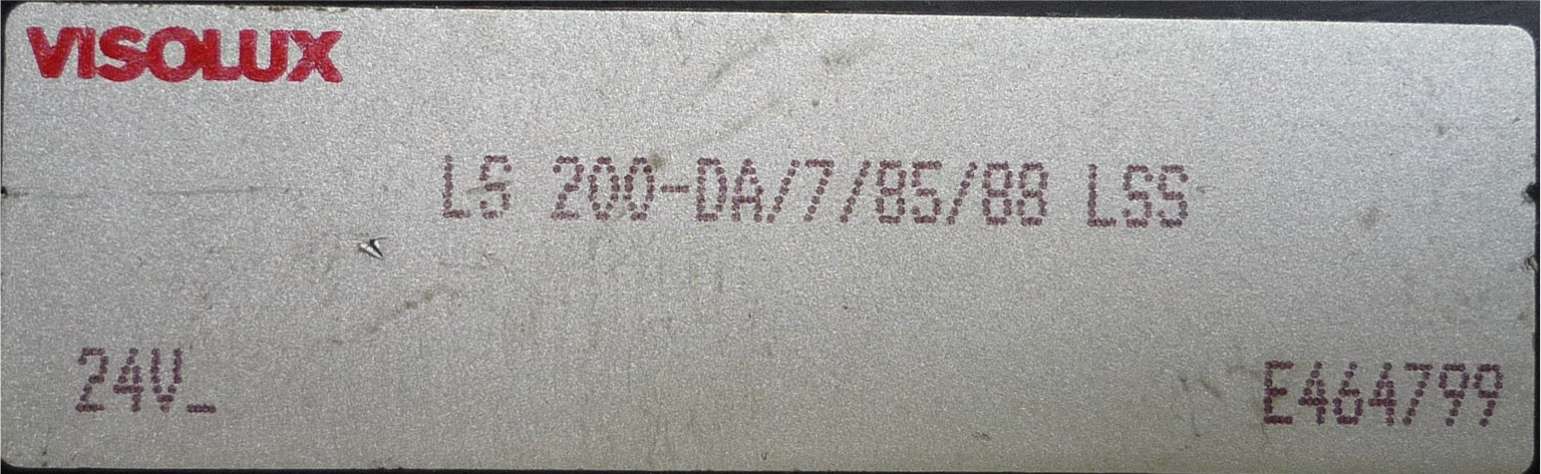 VISOLUX
LS 200-DA/7/85/88 LSS
24V_
E464799